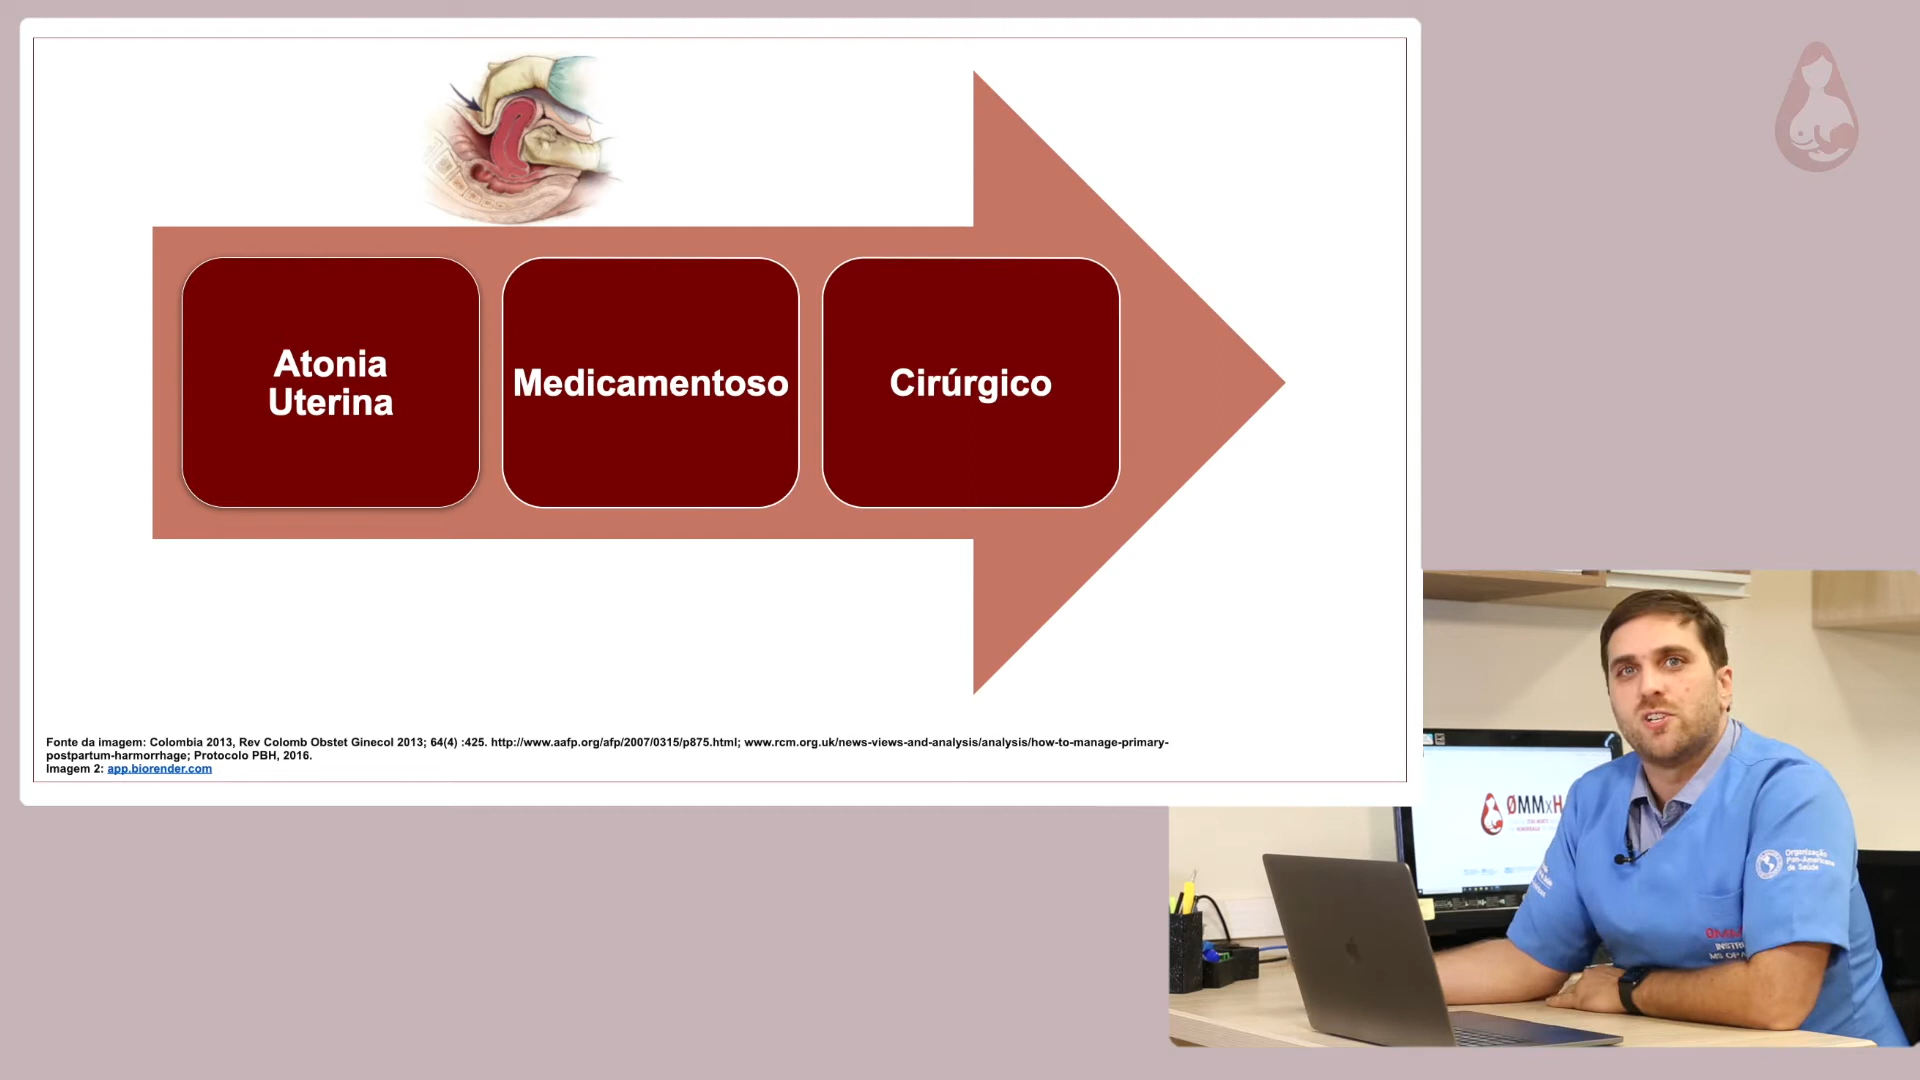 Atonia
Uterina
Medicamentoso
Cirúrgico
Fonte da imagem: Colombia 2013, Rev Colomb Obstet Ginecol 2013; 64(4) :425. http://www.aafp.org/afp/2007/0315/p875.html; www.rcm.org.uk/news-views-and-analysis/analysis/how-to-manage-primary-
postpartum-harmorrhage; Protocolo PBH, 2016.
Imagem 2: app.biorender.com
ØMMxH
Organização
Pan-Americana
da Saúde